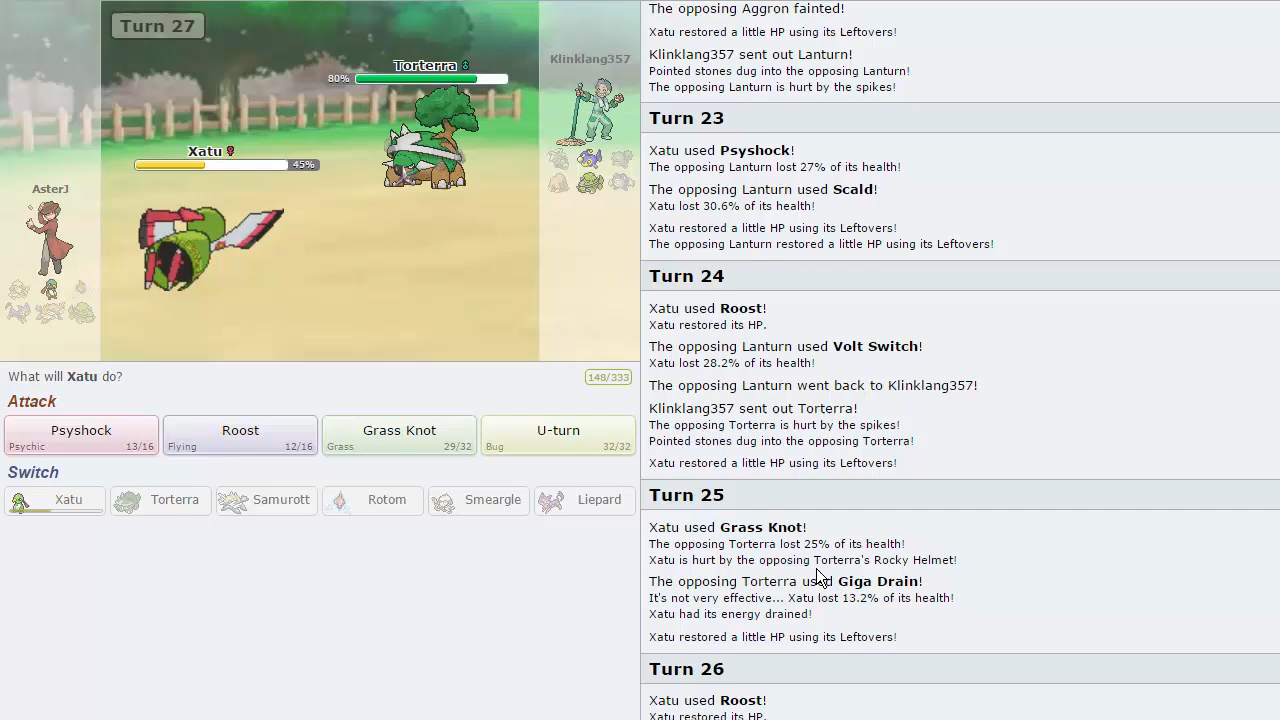 Turn 27
Torterra
80%
Klinklang357
Xatu
45%
AsterJ
What will Xatu do?
148/333
Attack
Psyshock
Psychic 13/16
Roost
Flying 12/16
Grass Knot
Grass 29/32
U-turn
Bug 32/32
Switch
Xatu
Torterra
Samurott
Rotom
Smeargle
Liepard
The opposing Aggron fainted!
Xatu restored a little HP using its Leftovers!
Klinklang357 sent out Lanturn!
Pointed stones dug into the opposing Lanturn!
The opposing Lanturn is hurt by the spikes!
Turn 23
Xatu used Psyshock!
The opposing Lanturn lost 27% of its health!
The opposing Lanturn used Scald!
Xatu lost 30.6% of its health!
Xatu restored a little HP using its Leftovers!
The opposing Lanturn restored a little HP using its Leftovers!
Turn 24
Xatu used Roost!
Xatu restored its HP.
The opposing Lanturn used Volt Switch!
Xatu lost 28.2% of its health!
The opposing Lanturn went back to Klinklang357!
Klinklang357 sent out Torterra!
The opposing Torterra is hurt by the spikes!
Pointed stones dug into the opposing Torterra!
Xatu restored a little HP using its Leftovers!
Turn 25
Xatu used Grass Knot!
The opposing Torterra lost 25% of its health!
Xatu is hurt by the opposing Torterra's Rocky Helmet!
The opposing Torterra used Giga Drain!
It's not very effective... Xatu lost 13.2% of its health!
Xatu had its energy drained!
Xatu restored a little HP using its Leftovers!
Turn 26
Xatu used Roost!
Xatu restored its HP.